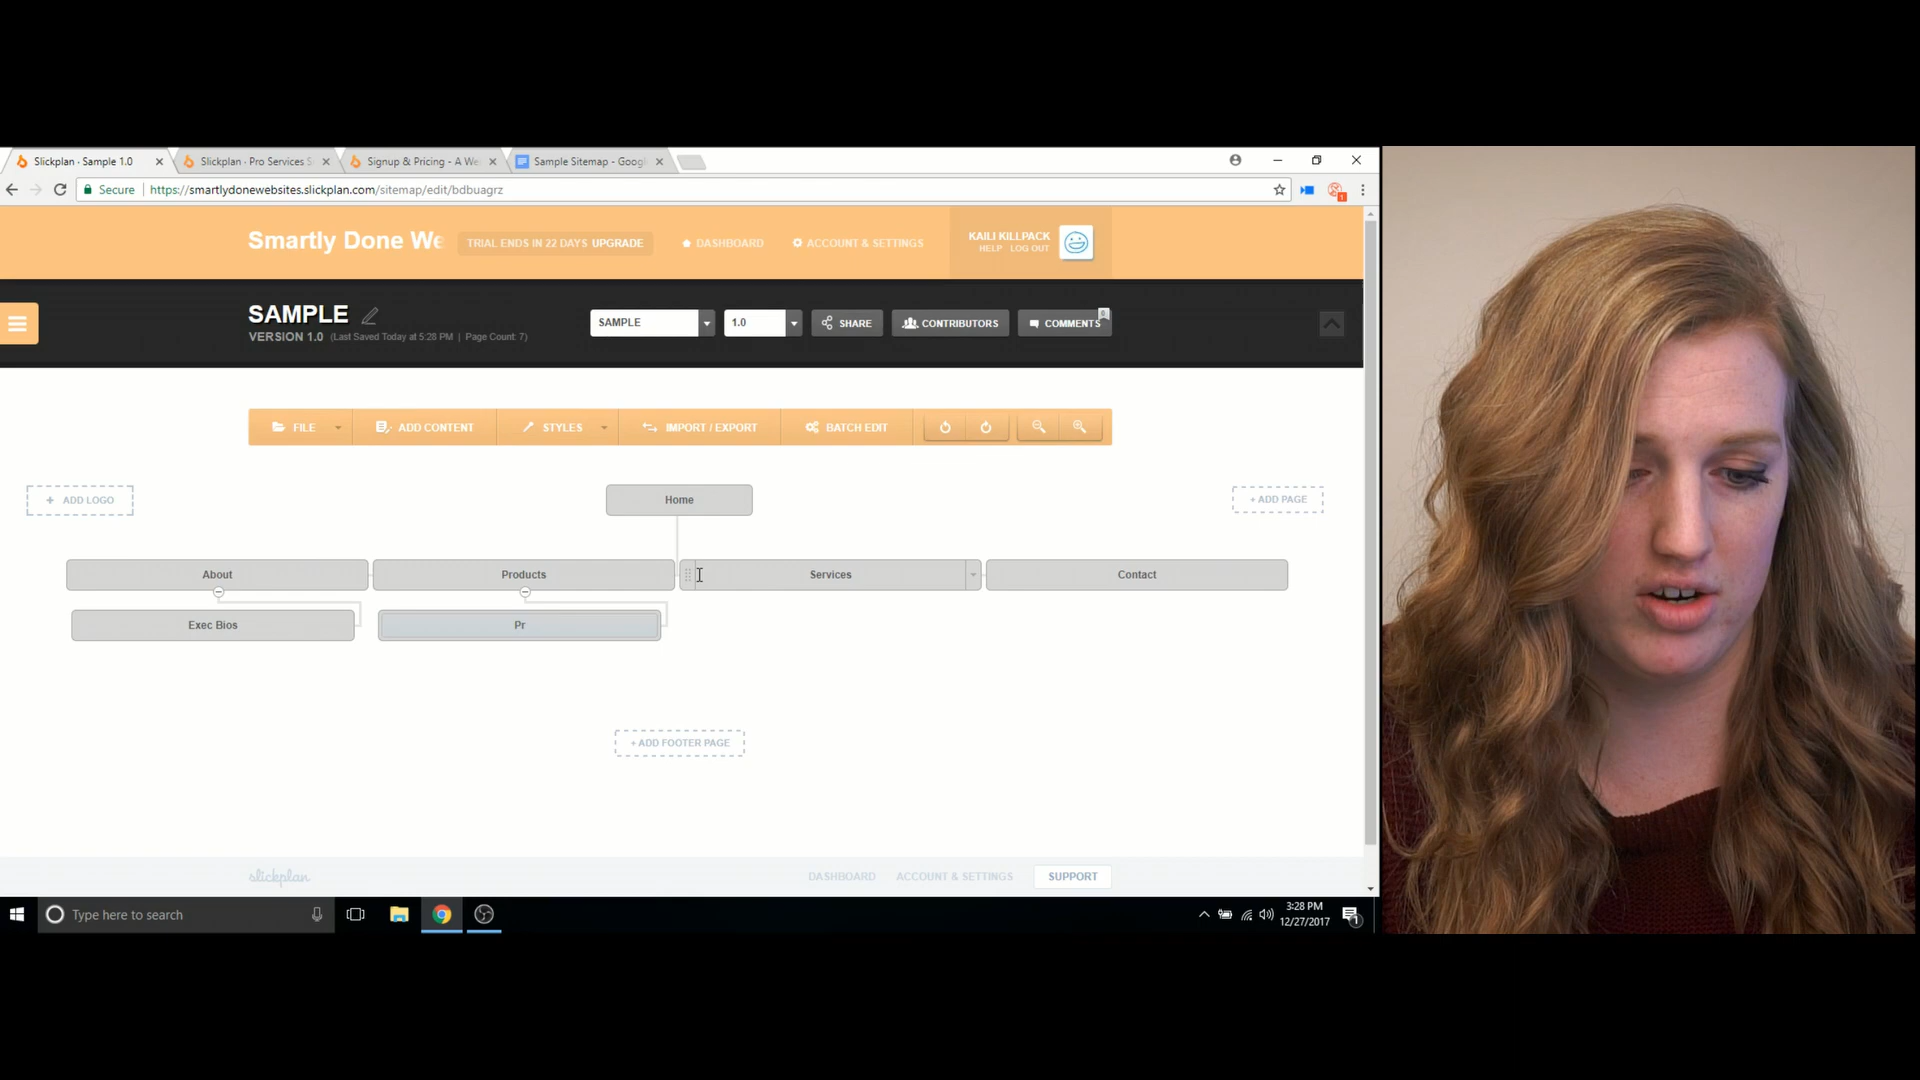 Slickplan · Sample 1.0
Slickplan · Pro Services S
Signup & Pricing - A We
Sample Sitemap - Googl
Secure
https://smartlydonewebsites.slickplan.com/sitemap/edit/bdbuagrz
1
Smartly Done We
TRIAL ENDS IN 22 DAYS UPGRADE
DASHBOARD
ACCOUNT & SETTINGS
KAILI KILLPACK
HELP LOG OUT
SAMPLE
VERSION 1.0 (Last Saved Today at 5:28 PM | Page Count: 7)
SAMPLE
1.0
SHARE
CONTRIBUTORS
COMMENTS
0
FILE
ADD CONTENT
STYLES
IMPORT / EXPORT
BATCH EDIT
+ ADD LOGO
Home
+ ADD PAGE
About
Products
Services
Contact
Exec Bios
Pr
+ ADD FOOTER PAGE
slickplan
DASHBOARD
ACCOUNT & SETTINGS
SUPPORT
Type here to search
3:28 PM
12/27/2017
1